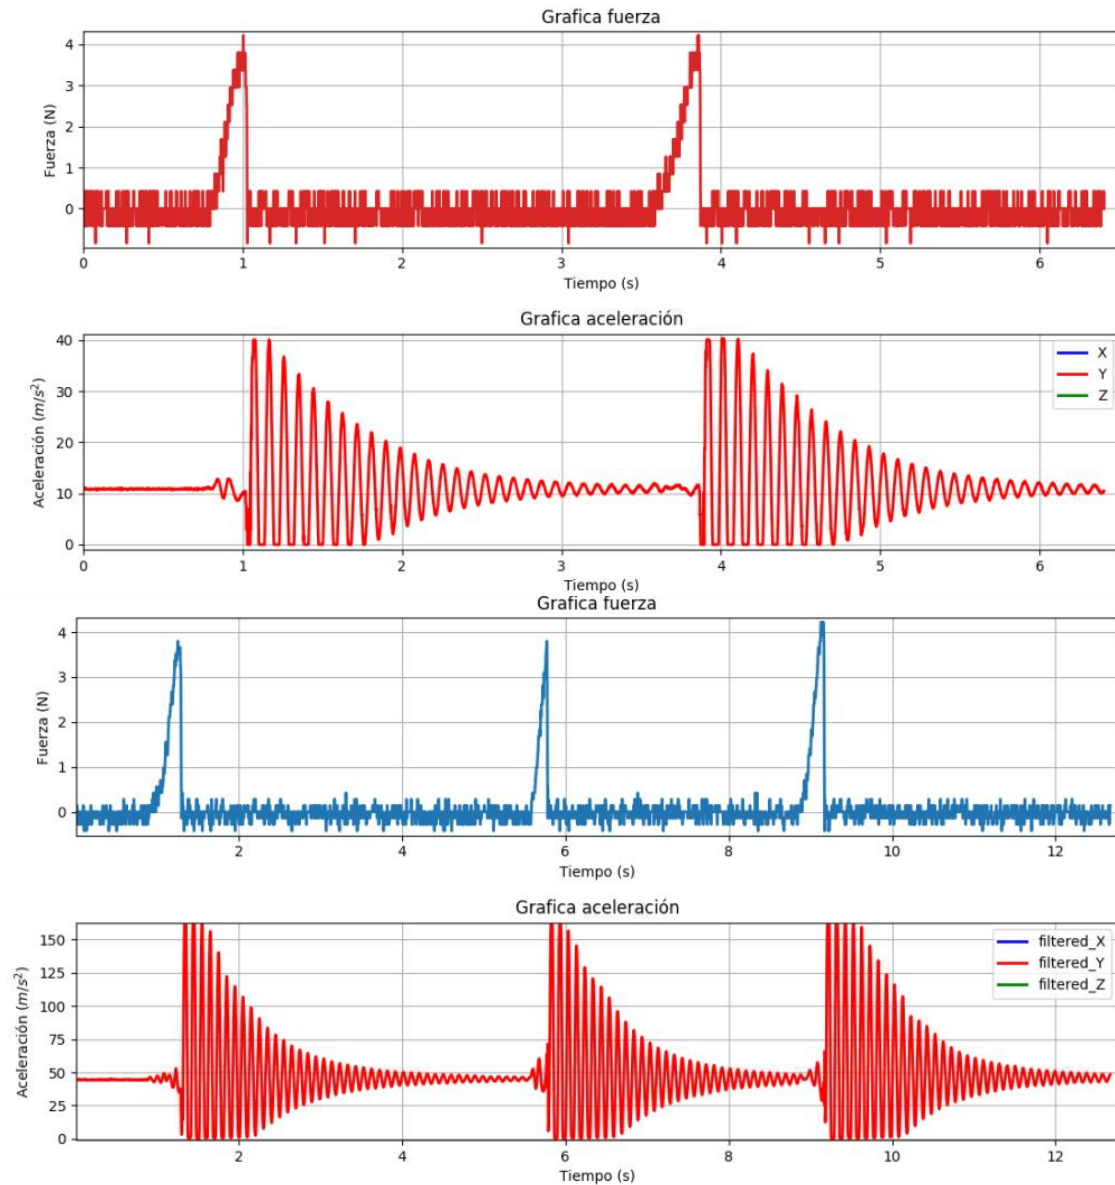 Grafica fuerza
4
3
2
1
0
Fuerza (N)
0 1 2 3 4 5 6
Tiempo (s)
Grafica aceleración
40
30
20
10
0
Aceleración (m/s²)
X
Y
Z
0 1 2 3 4 5 6
Tiempo (s)
Grafica fuerza
4
3
2
1
0
Fuerza (N)
2 4 6 8 10 12
Tiempo (s)
Grafica aceleración
150
125
100
75
50
25
0
Aceleración (m/s²)
filtered_X
filtered_Y
filtered_Z
2 4 6 8 10 12
Tiempo (s)